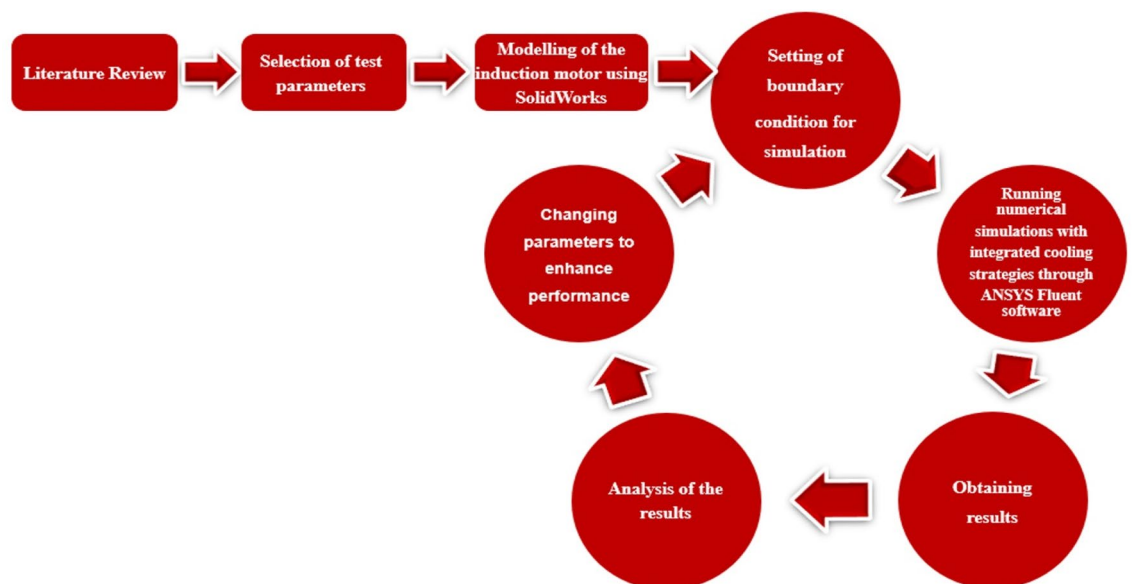 Literature Review
Selection of test
parameters
Modelling of the
induction motor using
SolidWorks
Setting of
boundary
condition for
simulation
Running
numerical
simulations with
integrated cooling
strategies through
ANSYS Fluent
software
Obtaining
results
Analysis of the
results
Changing
parameters to
enhance
performance